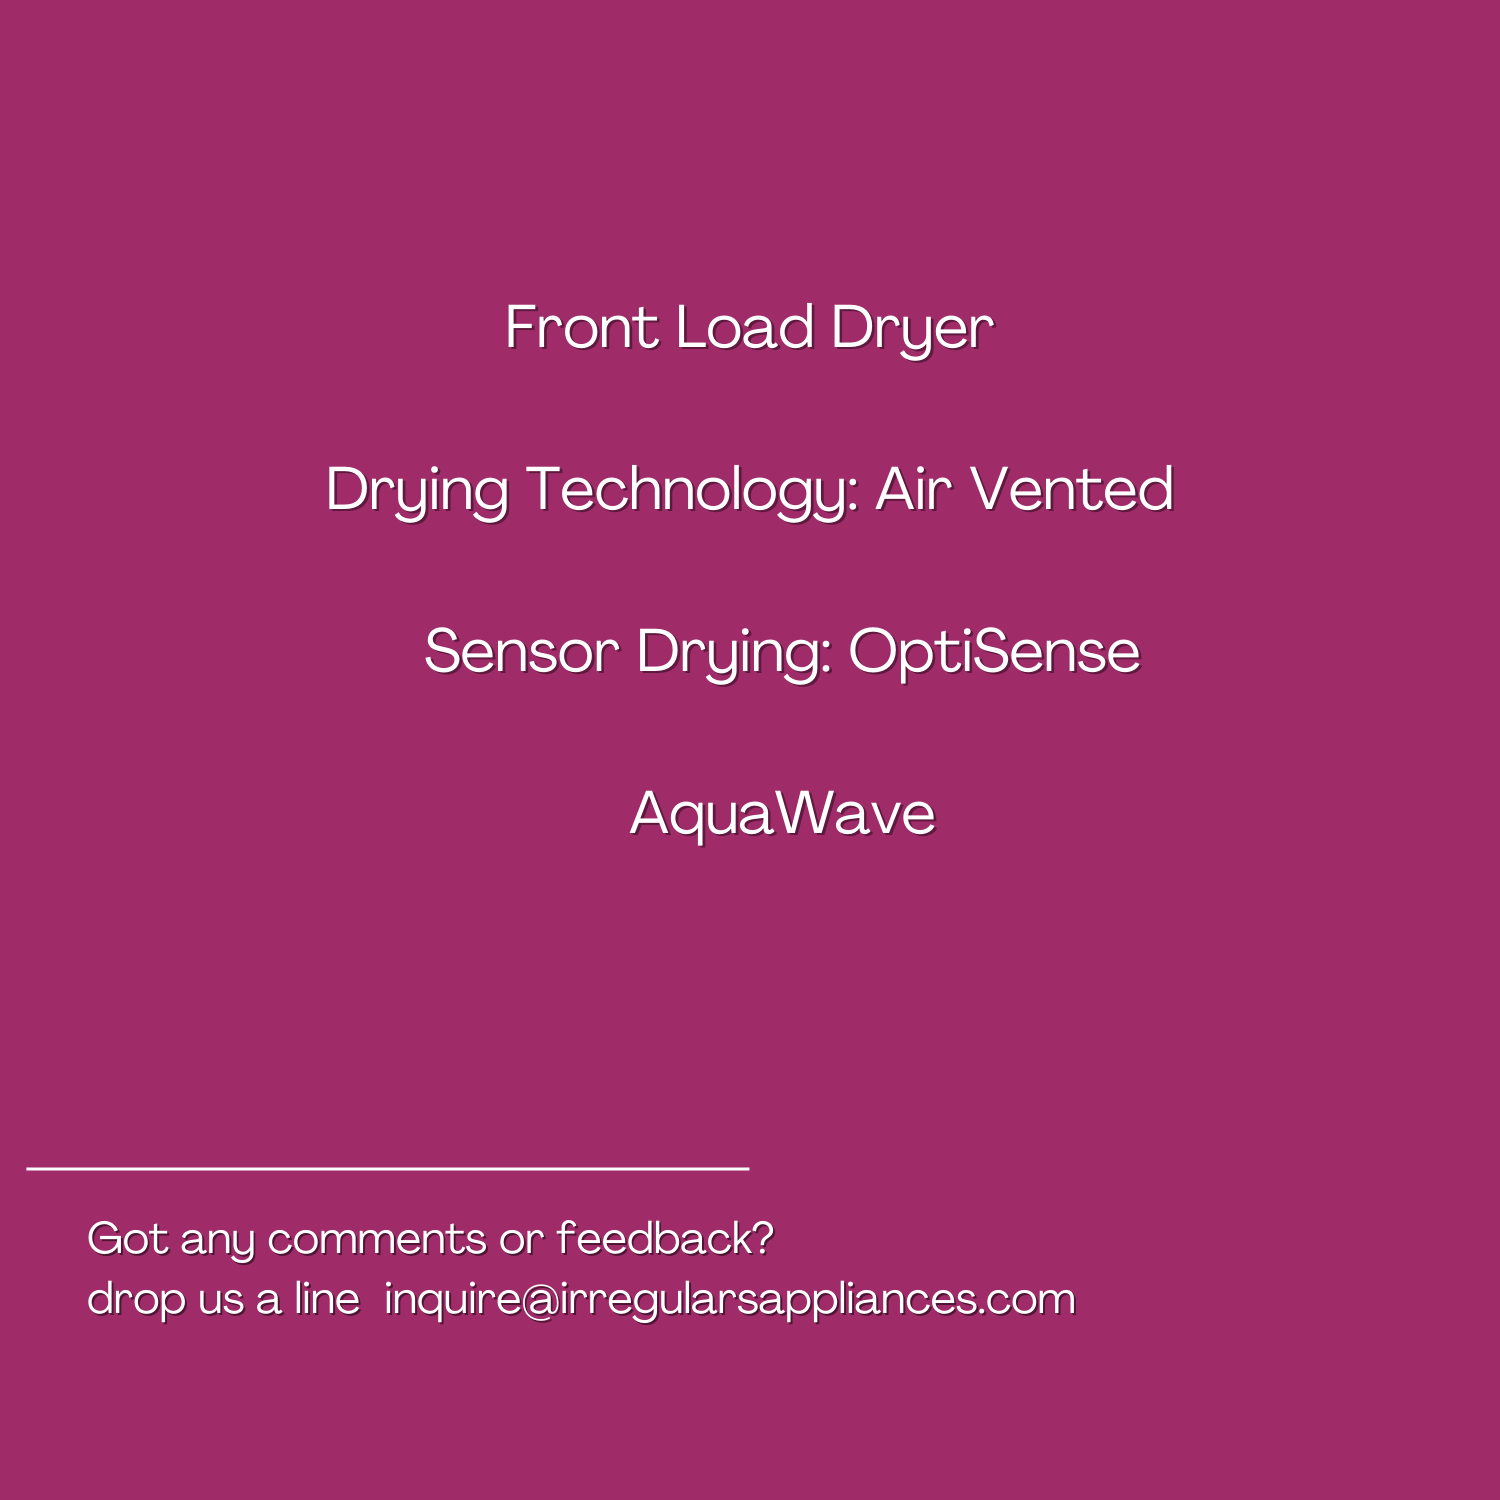 Front Load Dryer
Drying Technology: Air Vented
Sensor Drying: OptiSense
AquaWave
Got any comments or feedback?
drop us a line  inquire@irregularsappliances.com